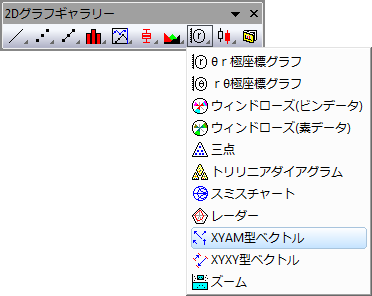 2Dグラフギャラリー
θ r 極座標グラフ
r θ極座標グラフ
ウィンドローズ(ビンデータ)
ウィンドローズ(素データ)
三点
トリリニアダイアグラム
スミスチャート
レーダー
XYAM型ベクトル
XYXY型ベクトル
ズーム